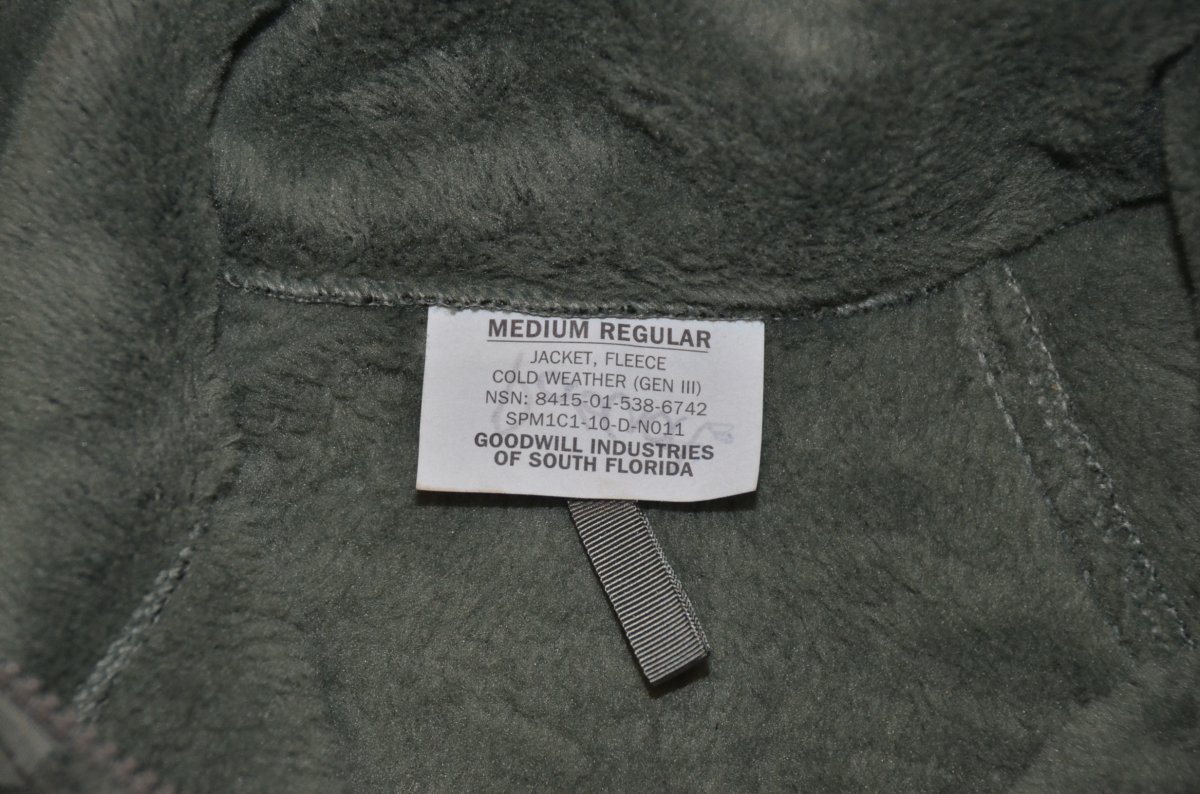 MEDIUM REGULAR
JACKET, FLEECE
COLD WEATHER (GEN III)
NSN: 8415-01-538-6742
SPM1C1-10-D-N011
GOODWILL INDUSTRIES
OF SOUTH FLORIDA